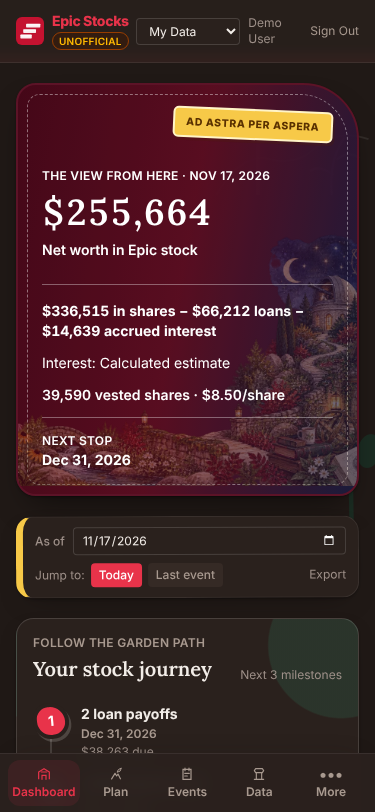 Epic Stocks
UNOFFICIAL
My Data
Demo User
Sign Out
AD ASTRA PER ASPERA
THE VIEW FROM HERE · NOV 17, 2026
$255,664
Net worth in Epic stock
$336,515 in shares − $66,212 loans −
$14,639 accrued interest
Interest: Calculated estimate
39,590 vested shares · $8.50/share
NEXT STOP
Dec 31, 2026
As of 11/17/2026
Jump to: Today Last event Export
FOLLOW THE GARDEN PATH
Your stock journey
Next 3 milestones
1
2 loan payoffs
Dec 31, 2026
$38,263 due
Dashboard Plan Events Data More